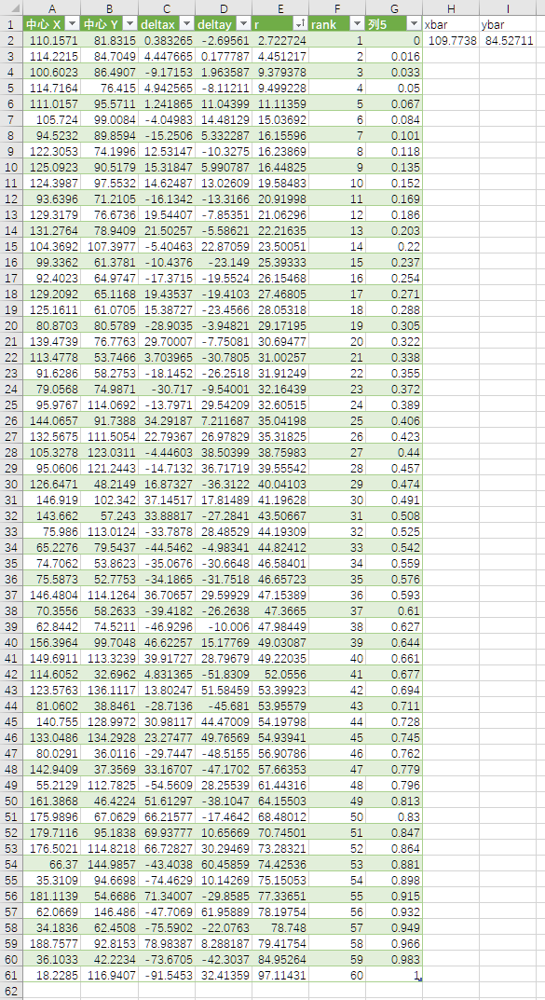 A B C D E F G H I
1 中心 X 中心 Y deltax deltay r rank 列5 xbar ybar
2 110.1571 81.8315 0.383265 -2.69561 2.722724 1 0 109.7738 84.52711
3 114.2215 84.7049 4.447665 0.177787 4.451217 2 0.016
4 100.6023 86.4907 -9.17153 1.963587 9.379378 3 0.033
5 114.7164 76.415 4.942565 -8.11211 9.499228 4 0.05
6 111.0157 95.5711 1.241865 11.04399 11.11359 5 0.067
7 105.724 99.0084 -4.04983 14.48129 15.03692 6 0.084
8 94.5232 89.8594 -15.2506 5.332287 16.15596 7 0.101
9 122.3053 74.1996 12.53147 -10.3275 16.23869 8 0.118
10 125.0923 90.5179 15.31847 5.990787 16.44825 9 0.135
11 124.3987 97.5532 14.62487 13.02609 19.58483 10 0.152
12 93.6396 71.2105 -16.1342 -13.3166 20.91998 11 0.169
13 129.3179 76.6736 19.54407 -7.85351 21.06296 12 0.186
14 131.2764 78.9409 21.50257 -5.58621 22.21635 13 0.203
15 104.3692 107.3977 -5.40463 22.87059 23.50051 14 0.22
16 99.3362 61.3781 -10.4376 -23.149 25.39333 15 0.237
17 92.4023 64.9747 -17.3715 -19.5524 26.15468 16 0.254
18 129.2092 65.1168 19.43537 -19.4103 27.46805 17 0.271
19 125.1611 61.0705 15.38727 -23.4566 28.05318 18 0.288
20 80.8703 80.5789 -28.9035 -3.94821 29.17195 19 0.305
21 139.4739 76.7763 29.70007 -7.75081 30.69477 20 0.322
22 113.4778 53.7466 3.703965 -30.7805 31.00257 21 0.338
23 91.6286 58.2753 -18.1452 -26.2518 31.91249 22 0.355
24 79.0568 74.9871 -30.717 -9.54001 32.16439 23 0.372
25 95.9767 114.0692 -13.7971 29.54209 32.60515 24 0.389
26 144.0657 91.7388 34.29187 7.211687 35.04198 25 0.406
27 132.5675 111.5054 22.79367 26.97829 35.31825 26 0.423
28 105.3278 123.0311 -4.44603 38.50399 38.75983 27 0.44
29 95.0606 121.2443 -14.7132 36.71719 39.55542 28 0.457
30 126.6471 48.2149 16.87327 -36.3122 40.04103 29 0.474
31 146.919 102.342 37.14517 17.81489 41.19628 30 0.491
32 143.662 57.243 33.88817 -27.2841 43.50667 31 0.508
33 75.986 113.0124 -33.7878 28.48529 44.19309 32 0.525
34 65.2276 79.5437 -44.5462 -4.98341 44.82412 33 0.542
35 74.7062 53.8623 -35.0676 -30.6648 46.58401 34 0.559
36 75.5873 52.7753 -34.1865 -31.7518 46.65723 35 0.576
37 146.4804 114.1264 36.70657 29.59929 47.15389 36 0.593
38 70.3556 58.2633 -39.4182 -26.2638 47.3665 37 0.61
39 62.8442 74.5211 -46.9296 -10.006 47.98449 38 0.627
40 156.3964 99.7048 46.62257 15.17769 49.03087 39 0.644
41 149.6911 113.3239 39.91727 28.79679 49.22035 40 0.661
42 114.6052 32.6962 4.831365 -51.8309 52.0556 41 0.677
43 123.5763 136.1117 13.80247 51.58459 53.39923 42 0.694
44 81.0602 38.8461 -28.7136 -45.681 53.95579 43 0.711
45 140.755 128.9972 30.98117 44.47009 54.19798 44 0.728
46 133.0486 134.2928 23.27477 49.76569 54.93941 45 0.745
47 80.0291 36.0116 -29.7447 -48.5155 56.90786 46 0.762
48 142.9409 37.3569 33.16707 -47.1702 57.66353 47 0.779
49 55.2129 112.7825 -54.5609 28.25539 61.44316 48 0.796
50 161.3868 46.4224 51.61297 -38.1047 64.15503 49 0.813
51 175.9896 67.0629 66.21577 -17.4642 68.48012 50 0.83
52 179.7116 95.1838 69.93777 10.65669 70.74501 51 0.847
53 176.5021 114.8218 66.72827 30.29469 73.28321 52 0.864
54 66.37 144.9857 -43.4038 60.45859 74.42536 53 0.881
55 35.3109 94.6698 -74.4629 10.14269 75.15053 54 0.898
56 181.1139 54.6686 71.34007 -29.8585 77.33651 55 0.915
57 62.0669 146.486 -47.7069 61.95889 78.19754 56 0.932
58 34.1836 62.4508 -75.5902 -22.0763 78.748 57 0.949
59 188.7577 92.8153 78.98387 8.288187 79.41754 58 0.966
60 36.1033 42.2234 -73.6705 -42.3037 84.95264 59 0.983
61 18.2285 116.9407 -91.5453 32.41359 97.11431 60 1
62